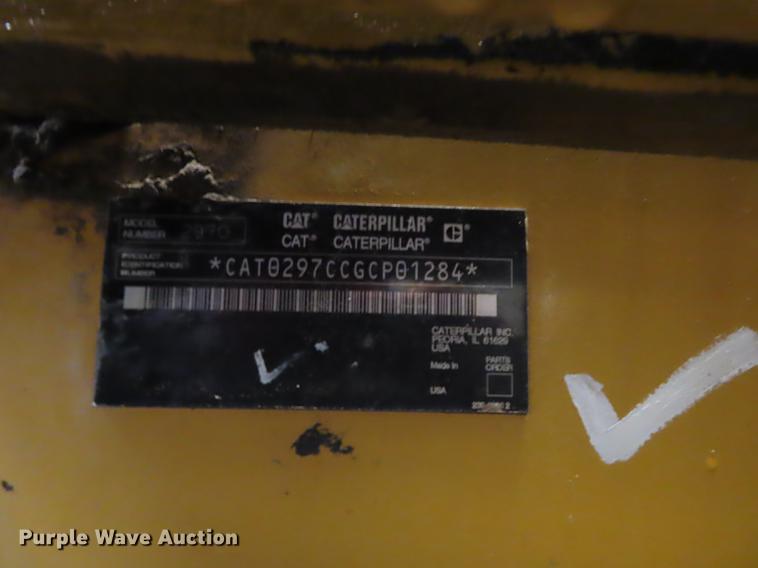 MODEL
NUMBER 297C
CAT® CATERPILLAR®
CAT® CATERPILLAR®
PRODUCT
IDENTIFICATION
NUMBER
*CAT0297CCGCP01284*
CATERPILLAR INC.
PEORIA, IL 61629
USA
Made In
USA
PARTS
ORDER
Purple Wave Auction